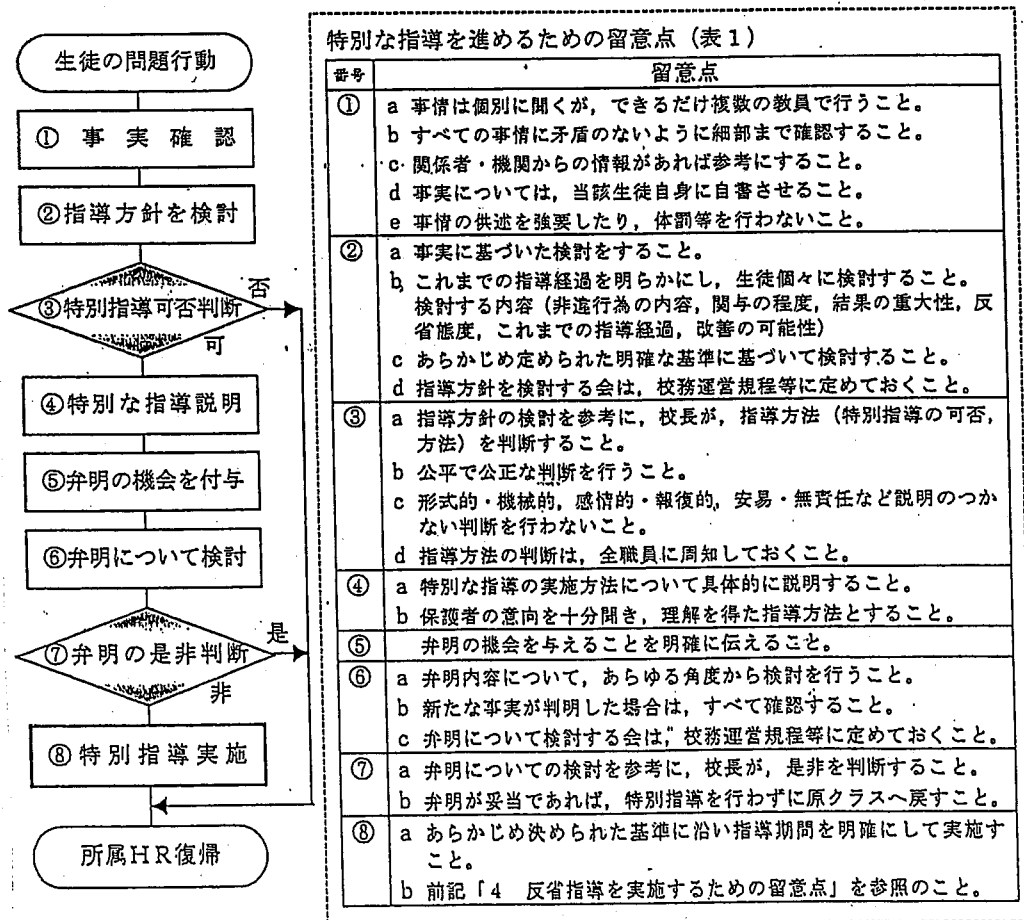 生徒の問題行動
① 事実確認
②指導方針を検討
③特別指導可否判断
否
可
④特別な指導説明
⑤弁明の機会を付与
⑥弁明について検討
⑦弁明の是非判断
是
非
⑧特別指導実施
所属HR復帰
特別な指導を進めるための留意点（表1）
番号 留意点
① a 事情は個別に聞くが，できるだけ複数の教員で行うこと。
b すべての事情に矛盾のないように細部まで確認すること。
c 関係者・機関からの情報があれば参考にすること。
d 事実については，当該生徒自身に自書させること。
e 事情の供述を強要したり，体罰等を行わないこと。
② a 事実に基づいた検討をすること。
b これまでの指導経過を明らかにし，生徒個々に検討すること。
検討する内容（非違行為の内容，関与の程度，結果の重大性，反
省態度，これまでの指導経過，改善の可能性）
c あらかじめ定められた明確な基準に基づいて検討すること。
d 指導方針を検討する会は，校務運営規程等に定めておくこと。
③ a 指導方針の検討を参考に，校長が，指導方法（特別指導の可否，
方法）を判断すること。
b 公平で公正な判断を行うこと。
c 形式的・機械的，感情的・報復的，安易・無責任など説明のつか
ない判断を行わないこと。
d 指導方法の判断は，全職員に周知しておくこと。
④ a 特別な指導の実施方法について具体的に説明すること。
b 保護者の意向を十分聞き，理解を得た指導方法とすること。
⑤ 弁明の機会を与えることを明確に伝えること。
⑥ a 弁明内容について，あらゆる角度から検討を行うこと。
b 新たな事実が判明した場合は，すべて確認すること。
c 弁明について検討する会は，校務運営規程等に定めておくこと。
⑦ a 弁明についての検討を参考に，校長が，是非を判断すること。
b 弁明が妥当であれば，特別指導を行わずに原クラスへ戻すこと。
⑧ a あらかじめ決められた基準に沿い指導期間を明確にして実施す
ること。
b 前記「4 反省指導を実施するための留意点」を参照のこと。